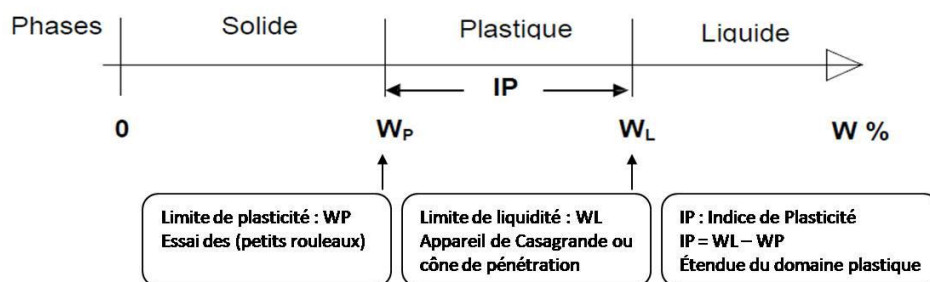 Phases Solide Plastique Liquide
IP
0 WP WL W %
Limite de plasticité : WP
Essai des (petits rouleaux)
Limite de liquidité : WL
Appareil de Casagrande ou
cône de pénétration
IP : Indice de Plasticité
IP = WL – WP
Étendue du domaine plastique